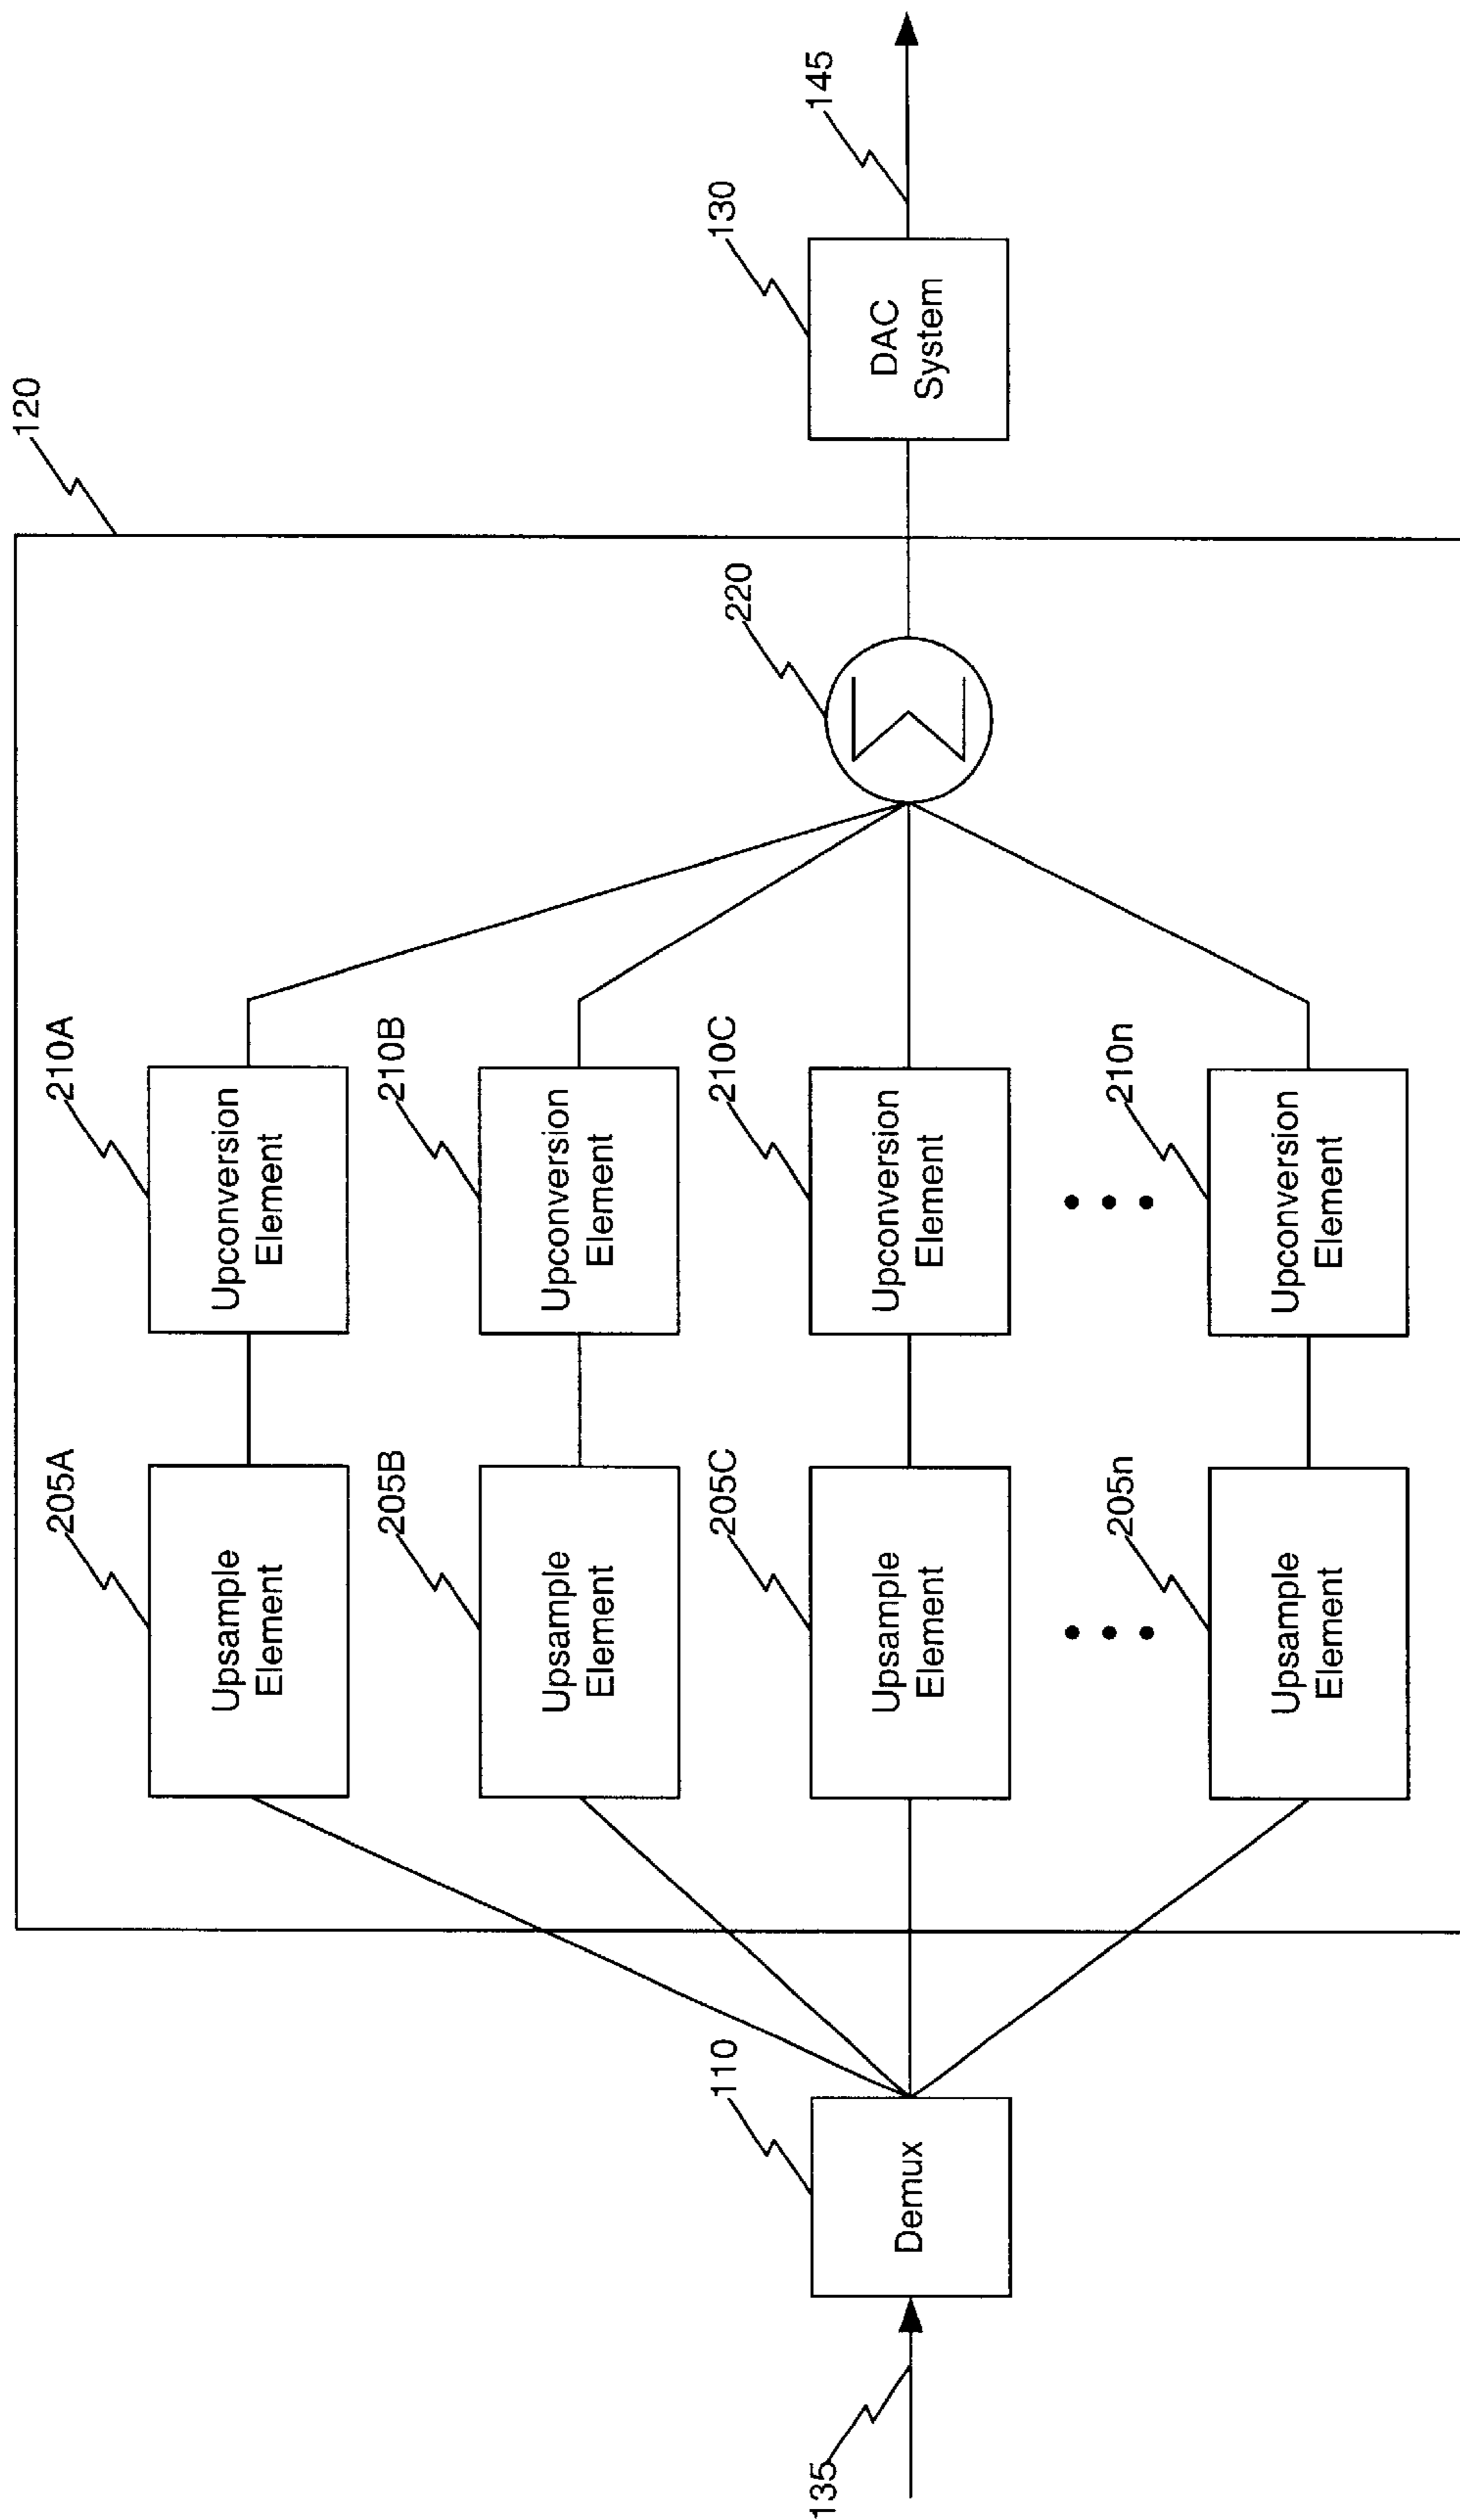 120
205A
210A
Upsample
Element
Upconversion
Element
205B
210B
Upsample
Element
Upconversion
Element
110
205C
210C
220
130
135
145
Demux
Upsample
Element
Upconversion
Element
Σ
DAC
System
205n
210n
Upsample
Element
Upconversion
Element